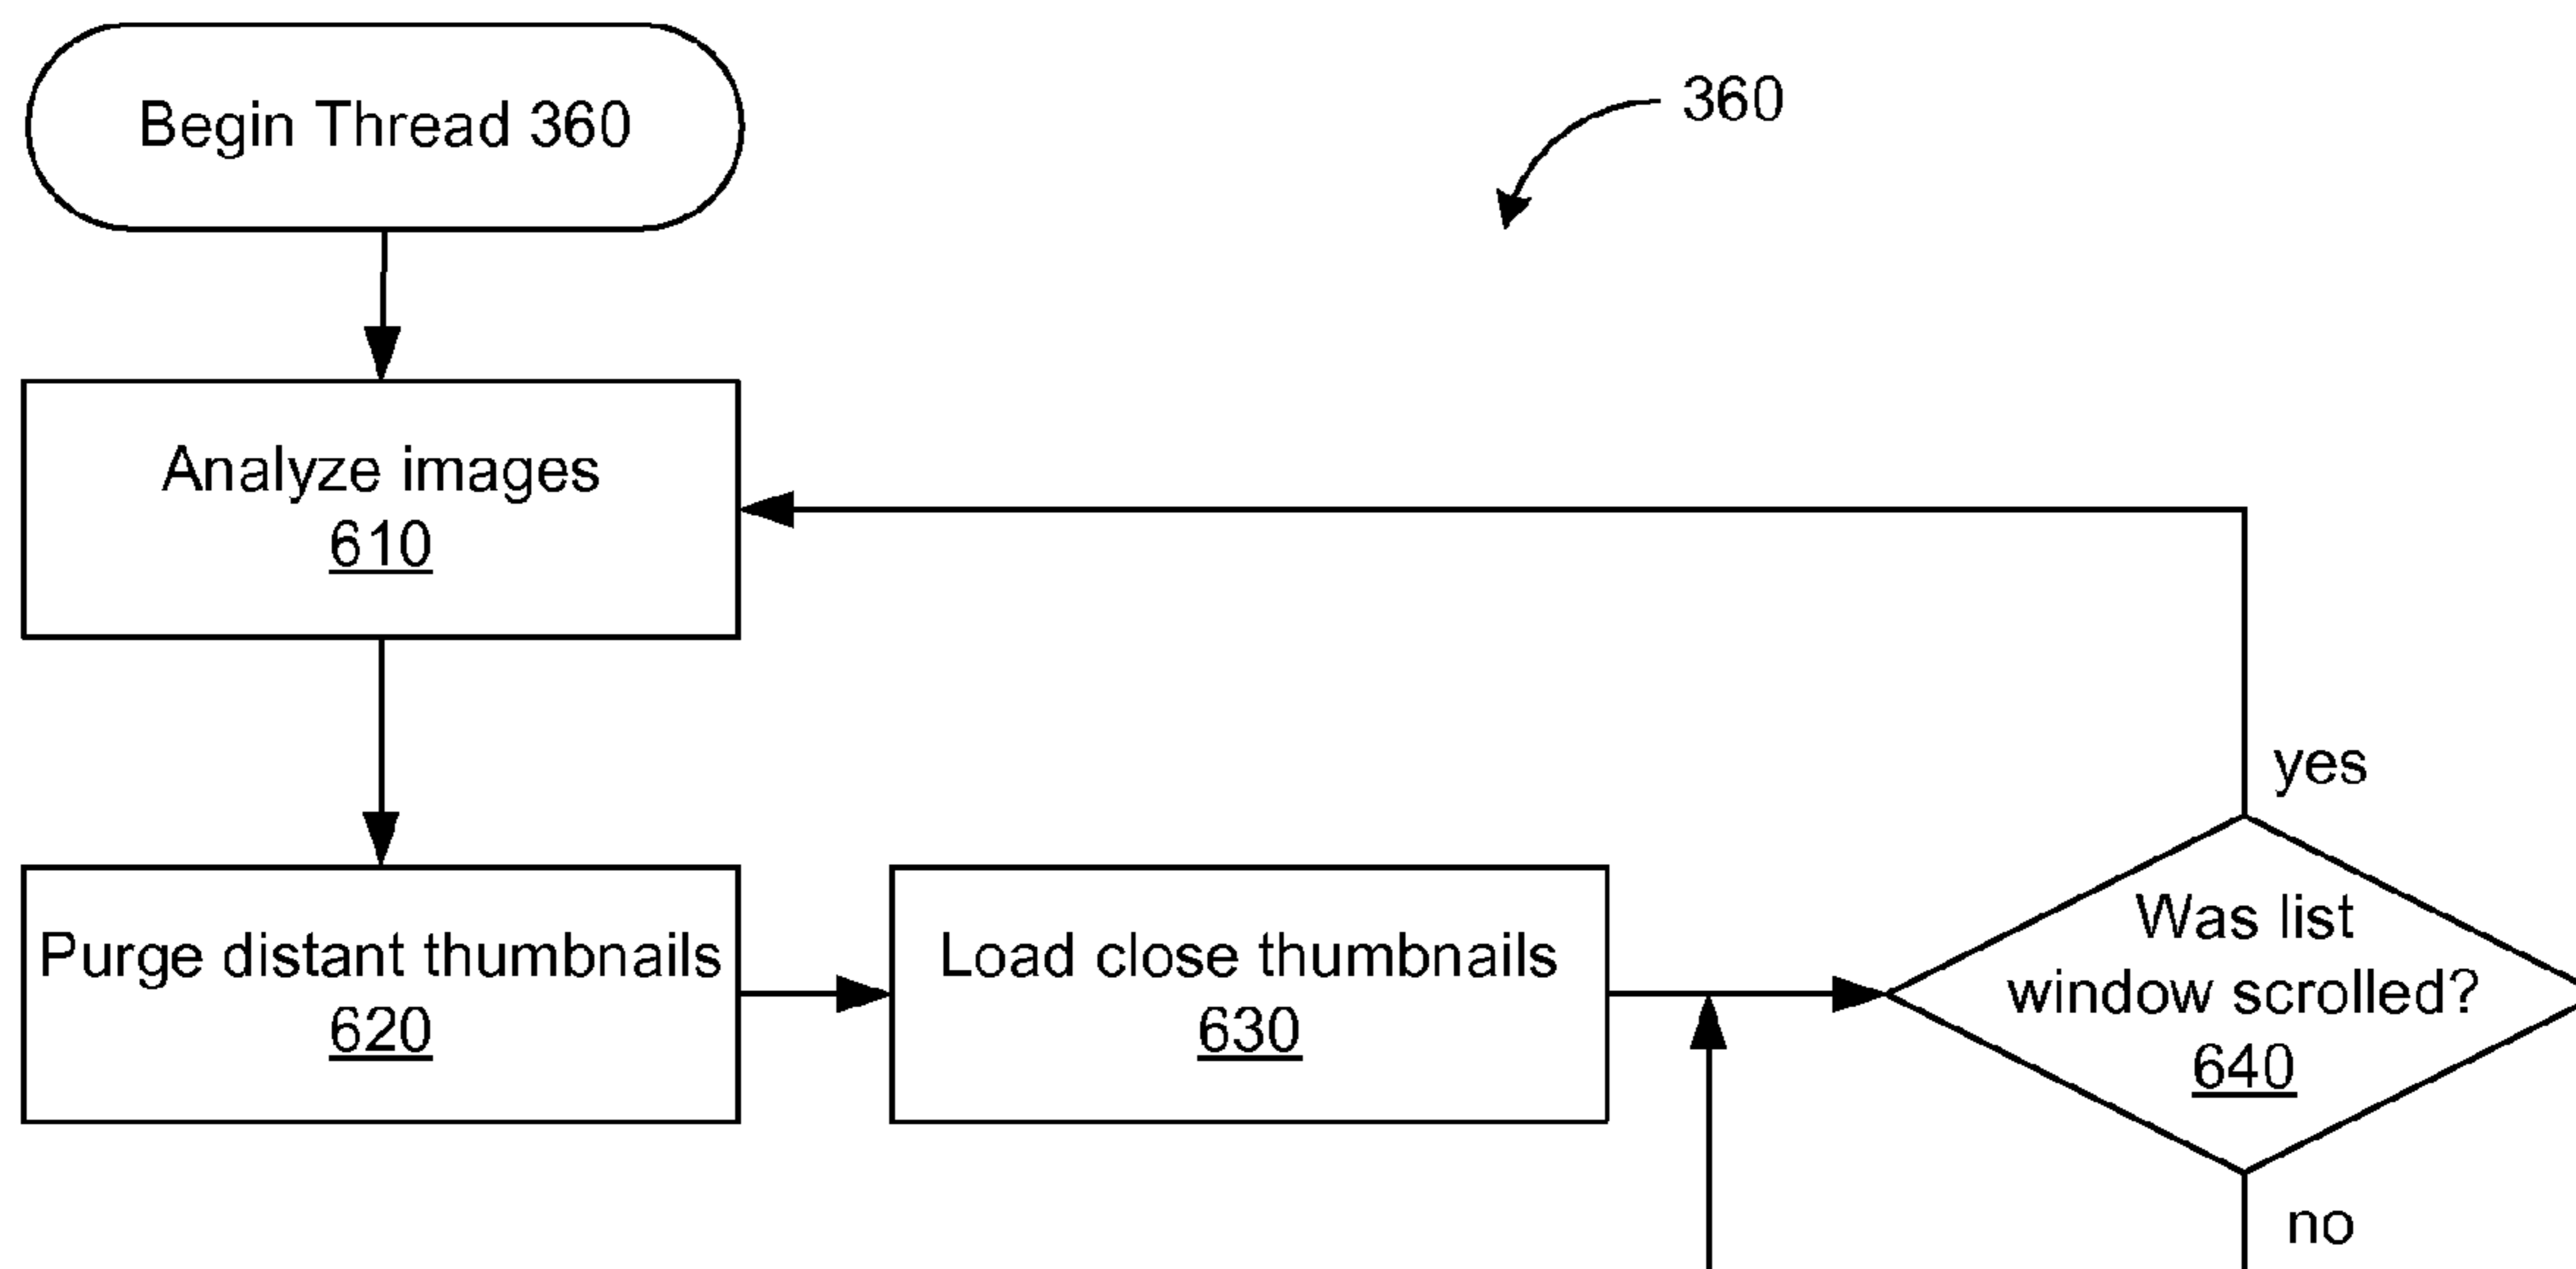 Begin Thread 360
360
Analyze images
610
yes
Purge distant thumbnails
620
Load close thumbnails
630
Was list
window scrolled?
640
no